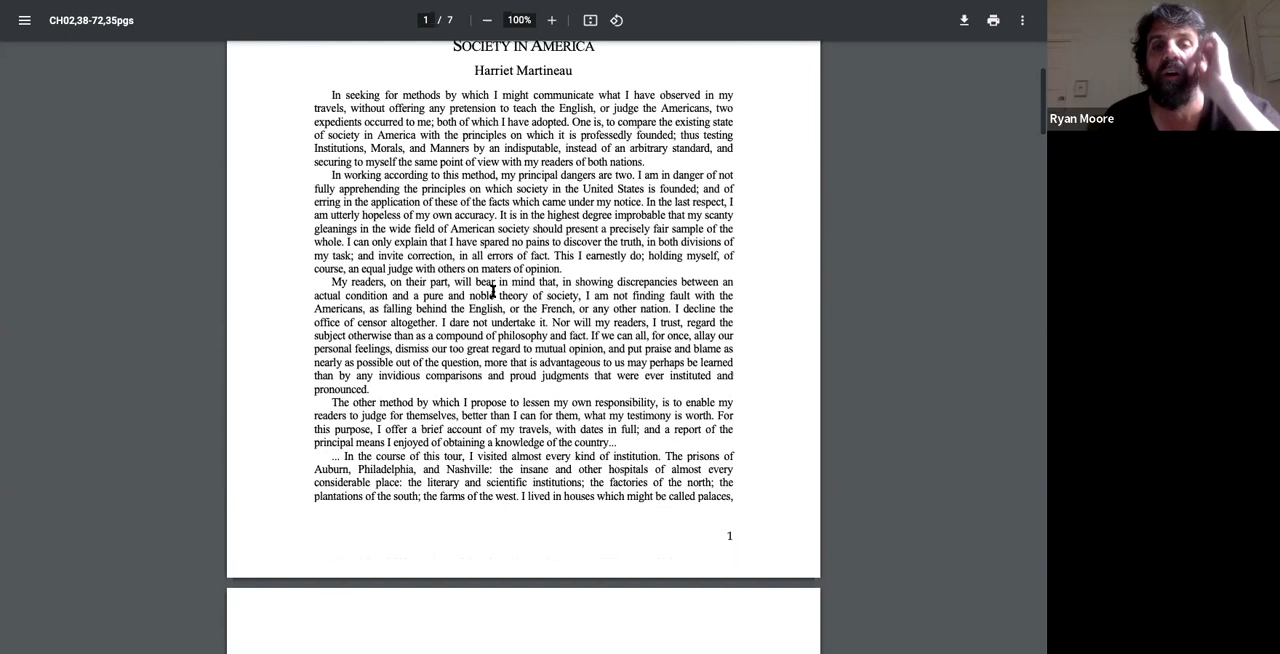 CH02,38-72,35pgs
1 / 7
100%
SOCIETY IN AMERICA
Harriet Martineau
Ryan Moore
In seeking for methods by which I might communicate what I have observed in my
travels, without offering any pretension to teach the English, or judge the Americans, two
expedients occurred to me; both of which I have adopted. One is, to compare the existing state
of society in America with the principles on which it is professedly founded; thus testing
Institutions, Morals, and Manners by an indisputable, instead of an arbitrary standard, and
securing to myself the same point of view with my readers of both nations.
In working according to this method, my principal dangers are two. I am in danger of not
fully apprehending the principles on which society in the United States is founded; and of
erring in the application of these of the facts which came under my notice. In the last respect, I
am utterly hopeless of my own accuracy. It is in the highest degree improbable that my scanty
gleanings in the wide field of American society should present a precisely fair sample of the
whole. I can only explain that I have spared no pains to discover the truth, in both divisions of
my task; and invite correction, in all errors of fact. This I earnestly do; holding myself, of
course, an equal judge with others on maters of opinion.
My readers, on their part, will bear in mind that, in showing discrepancies between an
actual condition and a pure and noble theory of society, I am not finding fault with the
Americans, as falling behind the English, or the French, or any other nation. I decline the
office of censor altogether. I dare not undertake it. Nor will my readers, I trust, regard the
subject otherwise than as a compound of philosophy and fact. If we can all, for once, allay our
personal feelings, dismiss our too great regard to mutual opinion, and put praise and blame as
nearly as possible out of the question, more that is advantageous to us may perhaps be learned
than by any invidious comparisons and proud judgments that were ever instituted and
pronounced.
The other method by which I propose to lessen my own responsibility, is to enable my
readers to judge for themselves, better than I can for them, what my testimony is worth. For
this purpose, I offer a brief account of my travels, with dates in full; and a report of the
principal means I enjoyed of obtaining a knowledge of the country...
... In the course of this tour, I visited almost every kind of institution. The prisons of
Auburn, Philadelphia, and Nashville: the insane and other hospitals of almost every
considerable place: the literary and scientific institutions; the factories of the north; the
plantations of the south; the farms of the west. I lived in houses which might be called palaces,
1